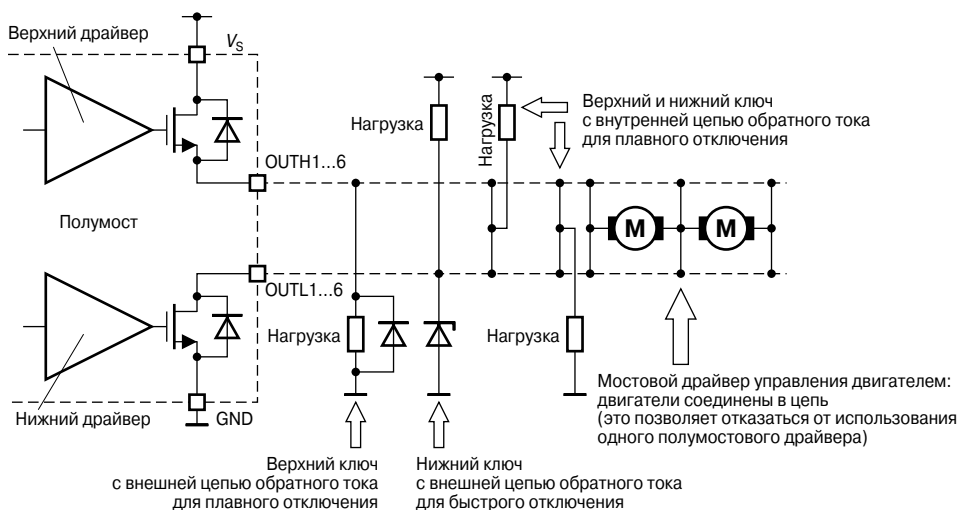 Верхний драйвер
V_S
Нагрузка
Нагрузка
Верхний и нижний ключ
с внутренней цепью обратного тока
для плавного отключения
OUTH1...6
Полумост
M
M
OUTL1...6
Нагрузка
Нагрузка
Нижний драйвер
GND
Мостовой драйвер управления двигателем:
двигатели соединены в цепь
(это позволяет отказаться от использования
одного полумостового драйвера)
Верхний ключ
с внешней цепью обратного тока
для плавного отключения
Нижний ключ
с внешней цепью обратного тока
для быстрого отключения